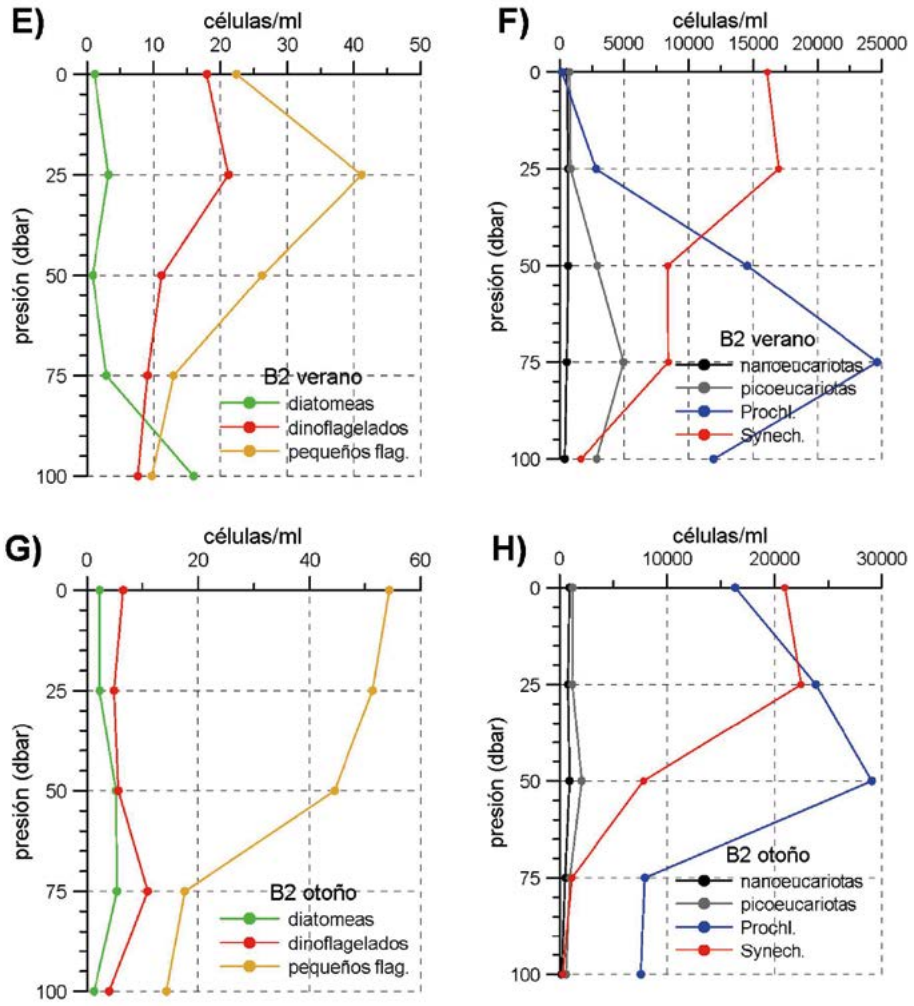 E)
células/ml
0 10 20 30 40 50
0
25
50
75
100
presión (dbar)
B2 verano
diatomeas
dinoflagelados
pequeños flag.
F)
células/ml
0 5000 10000 15000 20000 25000
0
25
50
75
100
presión (dbar)
B2 verano
nanoeucariotas
picoeucariotas
Prochl.
Synech.
G)
células/ml
0 20 40 60
0
25
50
75
100
presión (dbar)
B2 otoño
diatomeas
dinoflagelados
pequeños flag.
H)
células/ml
0 10000 20000 30000
0
25
50
75
100
presión (dbar)
B2 otoño
nanoeucariotas
picoeucariotas
Prochl.
Synech.